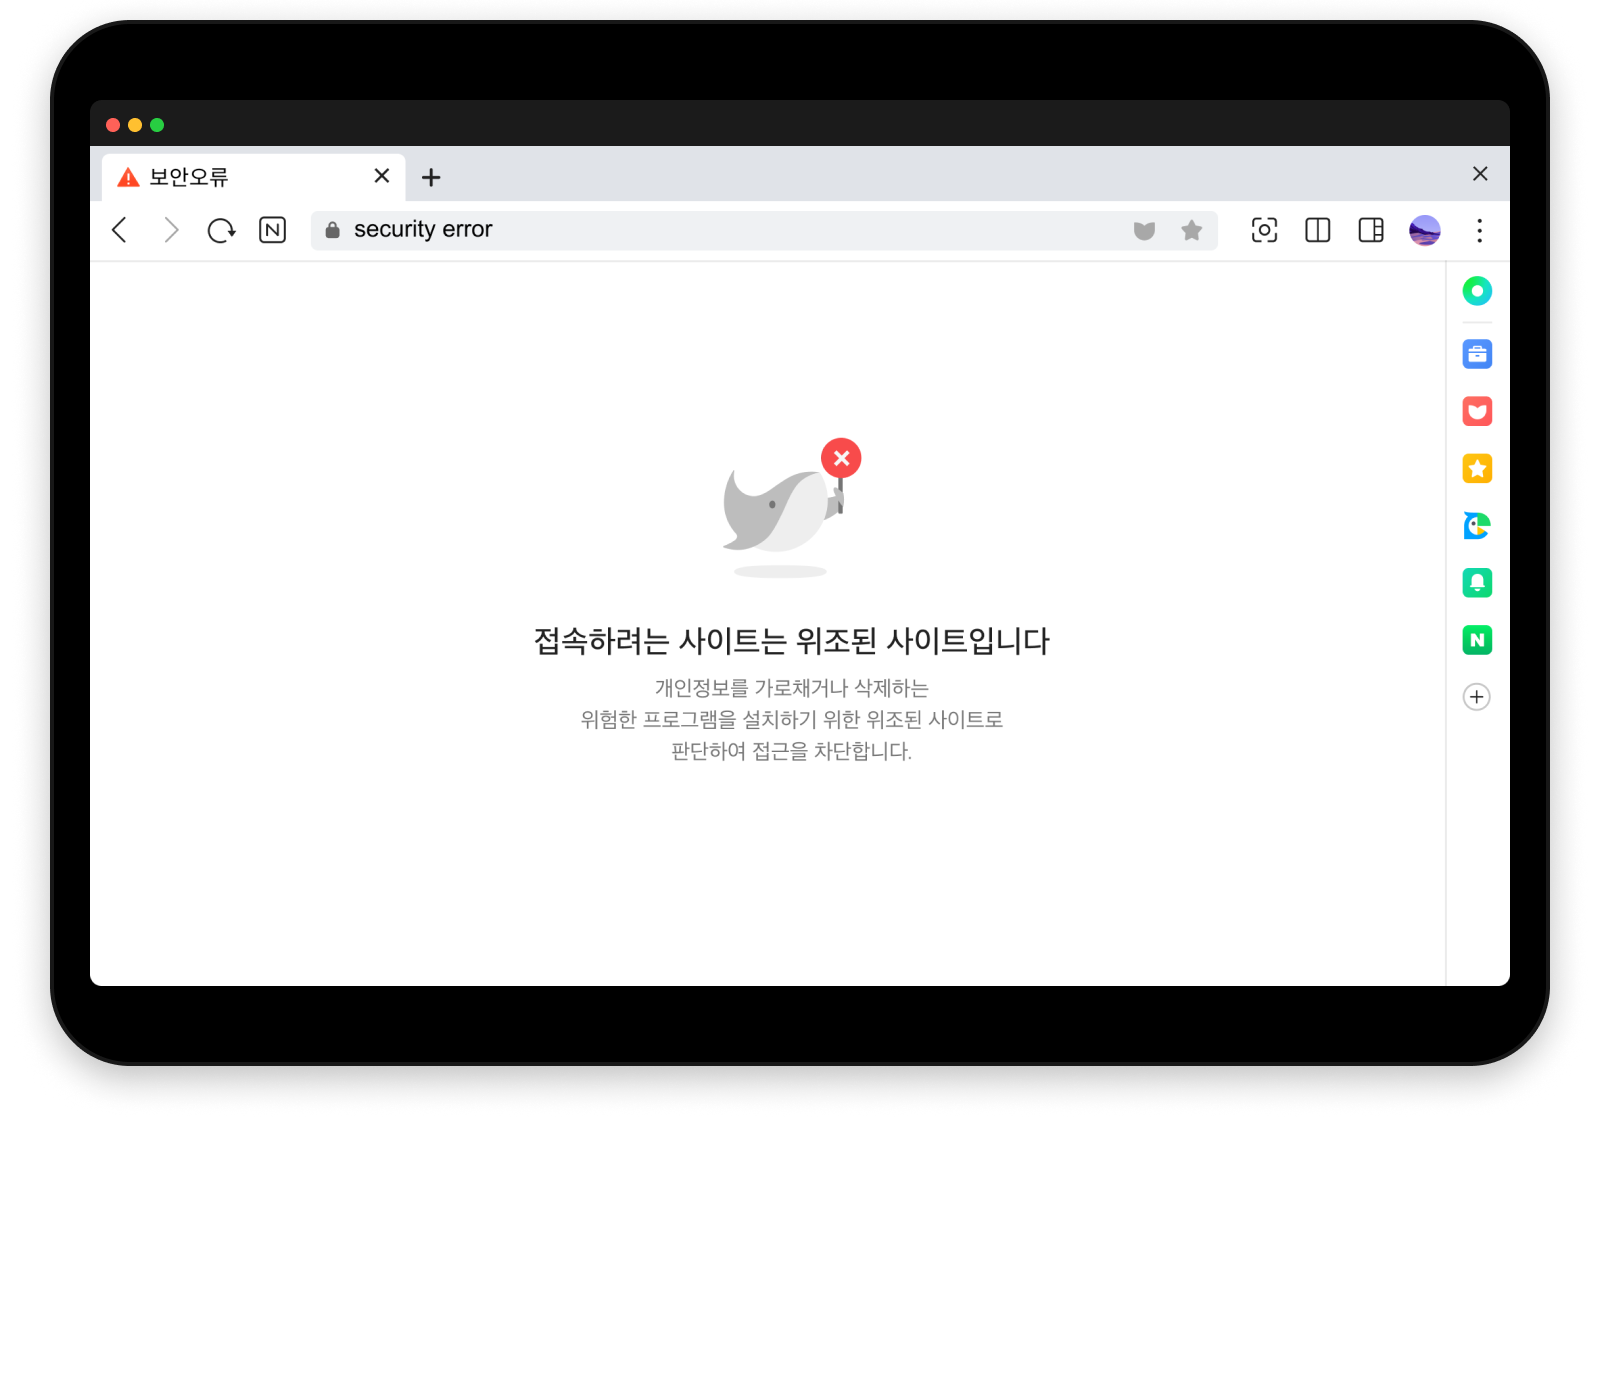 보안오류
security error
접속하려는 사이트는 위조된 사이트입니다
개인정보를 가로채거나 삭제하는
위험한 프로그램을 설치하기 위한 위조된 사이트로
판단하여 접근을 차단합니다.